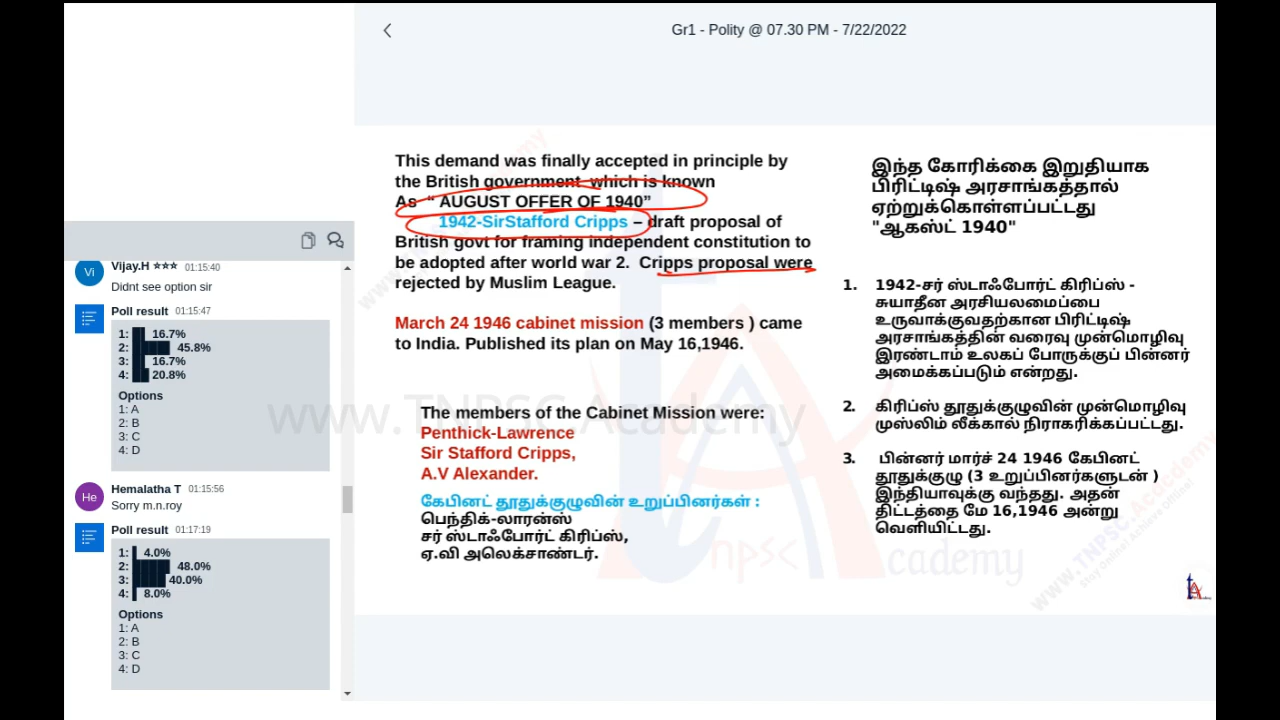 Gr1 - Polity @ 07.30 PM - 7/22/2022
Vijay.H ☆☆☆ 01:15:40
Vi
Didnt see option sir
Poll result 01:15:47
1: 16.7%
2: 45.8%
3: 16.7%
4: 20.8%
Options
1: A
2: B
3: C
4: D
Hemalatha T 01:15:56
He
Sorry m.n.roy
Poll result 01:17:19
1: 4.0%
2: 48.0%
3: 40.0%
4: 8.0%
Options
1: A
2: B
3: C
4: D
This demand was finally accepted in principle by
the British government which is known
As “ AUGUST OFFER OF 1940”
1942-SirStafford Cripps – draft proposal of
British govt for framing independent constitution to
be adopted after world war 2. Cripps proposal were
rejected by Muslim League.
March 24 1946 cabinet mission (3 members ) came
to India. Published its plan on May 16,1946.
The members of the Cabinet Mission were:
Penthick-Lawrence
Sir Stafford Cripps,
A.V Alexander.
கேபினட் தூதுக்குழுவின் உறுப்பினர்கள் :
பெந்திக்-லாரன்ஸ்
சர் ஸ்டாஃபோர்ட் கிரிப்ஸ்,
ஏ.வி அலெக்சாண்டர்.
இந்த கோரிக்கை இறுதியாக
பிரிட்டிஷ் அரசாங்கத்தால்
ஏற்றுக்கொள்ளப்பட்டது
"ஆகஸ்ட் 1940"
1. 1942-சர் ஸ்டாஃபோர்ட் கிரிப்ஸ் -
சுயாதீன அரசியலமைப்பை
உருவாக்குவதற்கான பிரிட்டிஷ்
அரசாங்கத்தின் வரைவு முன்மொழிவு
இரண்டாம் உலகப் போருக்குப் பின்னர்
அமைக்கப்படும் என்றது.
2. கிரிப்ஸ் தூதுக்குழுவின் முன்மொழிவு
முஸ்லிம் லீக்கால் நிராகரிக்கப்பட்டது.
3. பின்னர் மார்ச் 24 1946 கேபினட்
தூதுக்குழு (3 உறுப்பினர்களுடன் )
இந்தியாவுக்கு வந்தது. அதன்
திட்டத்தை மே 16,1946 அன்று
வெளியிட்டது.
www.TNPSC Academy
tnpsc Academy
www.TNPSC.Academy